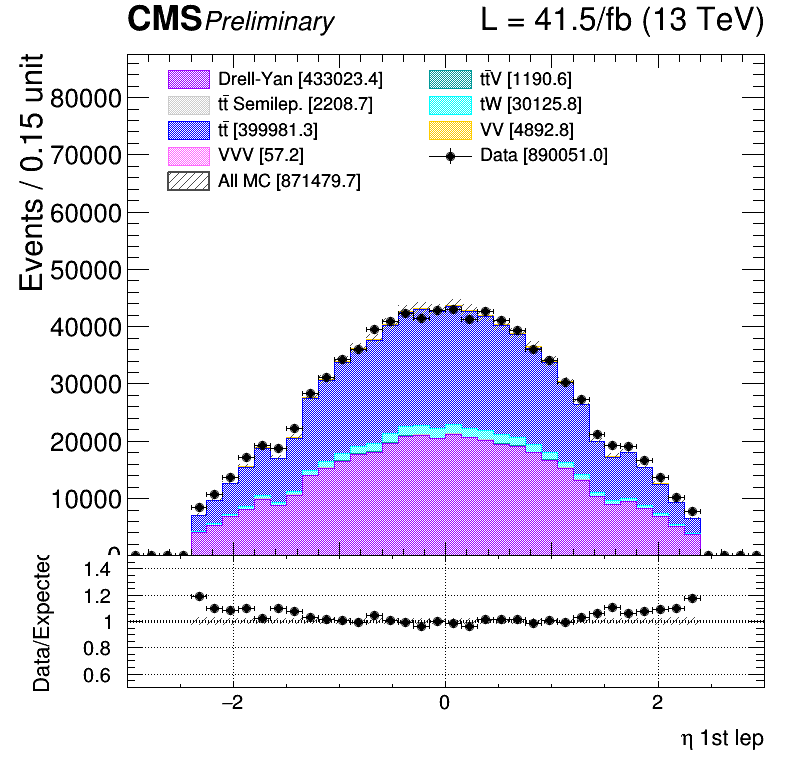 CMS Preliminary L = 41.5/fb (13 TeV)
Events / 0.15 unit
Drell-Yan [433023.4] tt̄V [1190.6]
tt̄ Semilep. [2208.7] tW [30125.8]
tt̄ [399981.3] VV [4892.8]
VVV [57.2] Data [890051.0]
All MC [871479.7]
80000
70000
60000
50000
40000
30000
20000
10000
0
Data/Expected
1.4
1.2
1
0.8
0.6
−2 0 2
η 1st lep